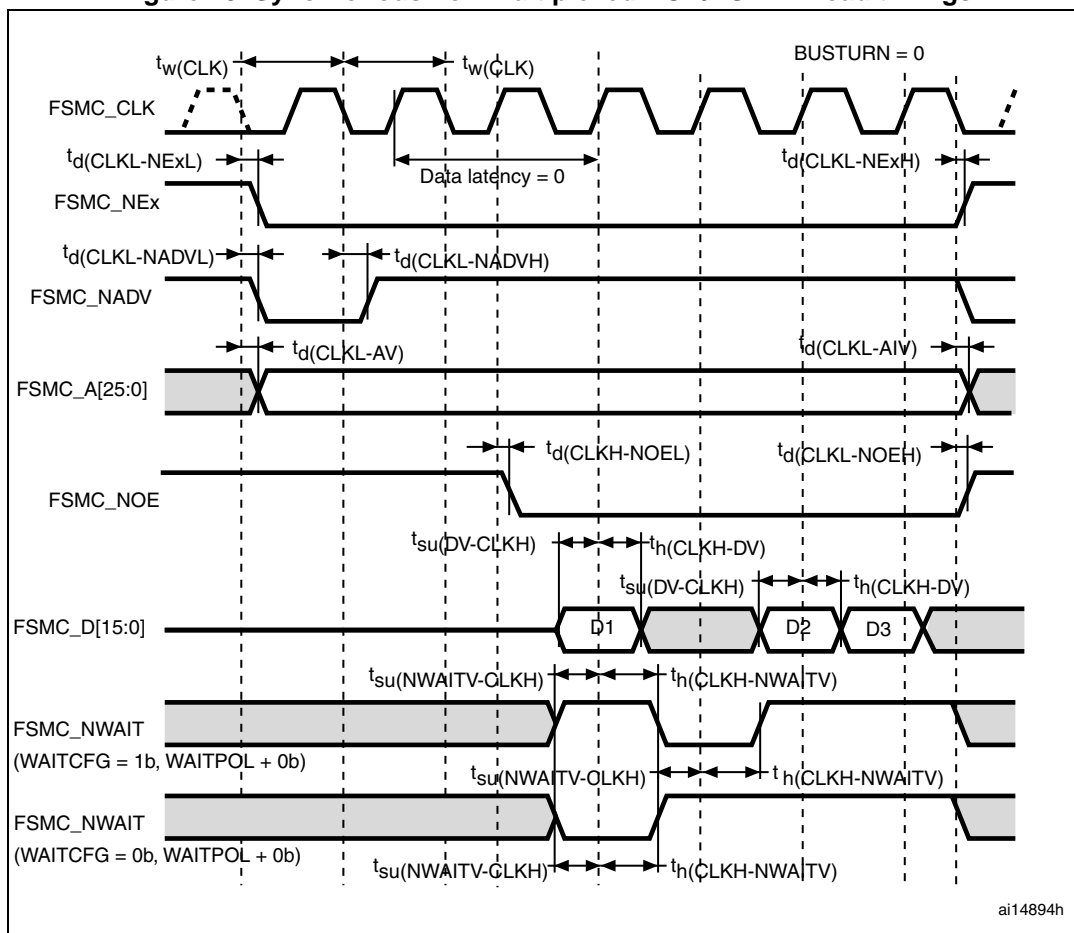 BUSTURN = 0
tw(CLK) tw(CLK)
FSMC_CLK
td(CLKL-NExL) td(CLKL-NExH)
Data latency = 0
FSMC_NEx
td(CLKL-NADVL) td(CLKL-NADVH)
FSMC_NADV
td(CLKL-AV) td(CLKL-AIV)
FSMC_A[25:0]
td(CLKH-NOEL) td(CLKL-NOEH)
FSMC_NOE
tsu(DV-CLKH) th(CLKH-DV)
tsu(DV-CLKH) th(CLKH-DV)
FSMC_D[15:0] D1 D2 D3
tsu(NWAITV-CLKH) th(CLKH-NWAITV)
FSMC_NWAIT
(WAITCFG = 1b, WAITPOL + 0b)
tsu(NWAITV-CLKH) th(CLKH-NWAITV)
FSMC_NWAIT
(WAITCFG = 0b, WAITPOL + 0b)
tsu(NWAITV-CLKH) th(CLKH-NWAITV)
ai14894h